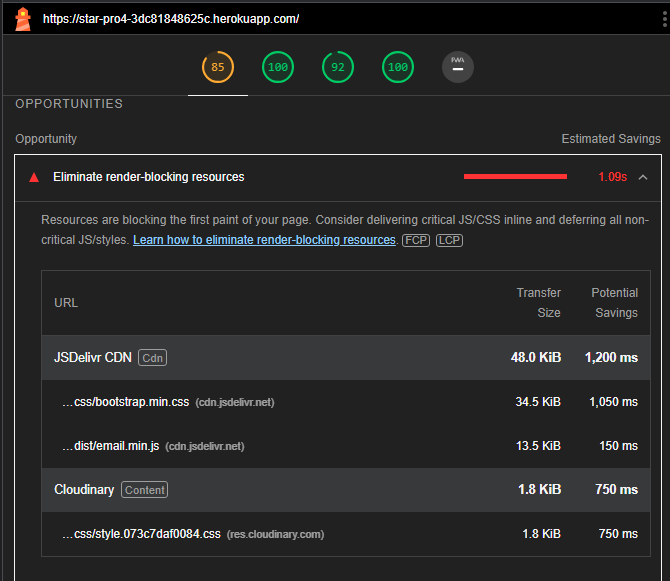 https://star-pro4-3dc81848625c.herokuapp.com/
85 100 92 100 PWA
OPPORTUNITIES
Opportunity Estimated Savings
Eliminate render-blocking resources 1.09s
Resources are blocking the first paint of your page. Consider delivering critical JS/CSS inline and deferring all non-
critical JS/styles. Learn how to eliminate render-blocking resources. FCP LCP
URL Transfer Size Potential Savings
JSDelivr CDN Cdn 48.0 KiB 1,200 ms
…css/bootstrap.min.css (cdn.jsdelivr.net) 34.5 KiB 1,050 ms
…dist/email.min.js (cdn.jsdelivr.net) 13.5 KiB 150 ms
Cloudinary Content 1.8 KiB 750 ms
…css/style.073c7daf0084.css (res.cloudinary.com) 1.8 KiB 750 ms